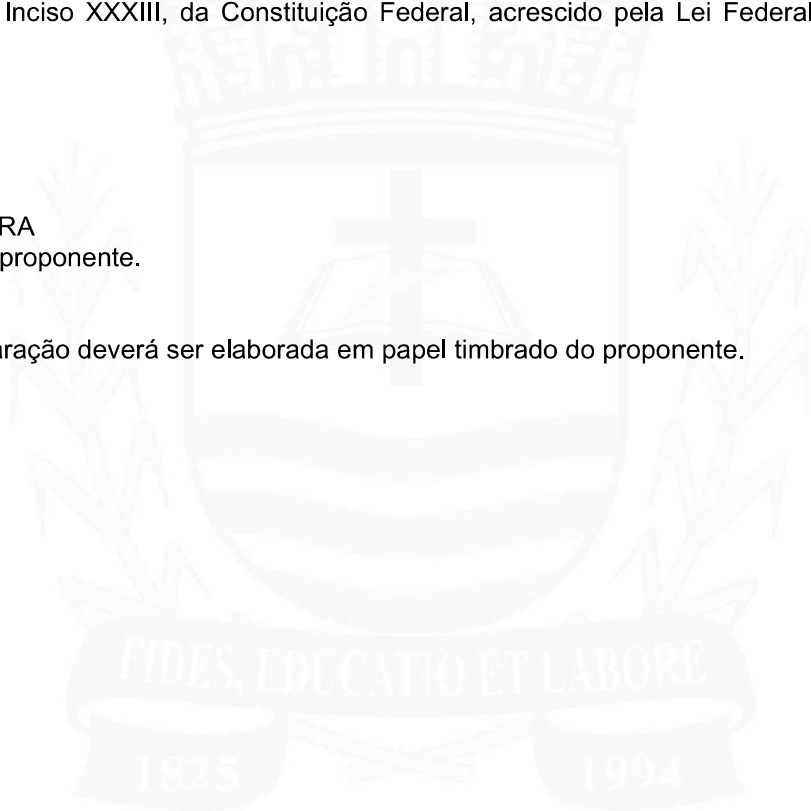 Inciso XXXIII, da Constituição Federal, acrescido pela Lei Federal
RA
proponente.
aração deverá ser elaborada em papel timbrado do proponente.
FIDES, EDUCATIO ET LABORE
1825 1994